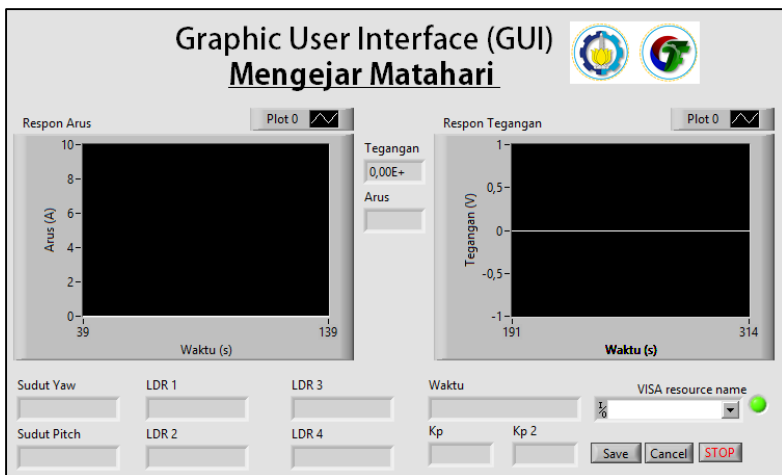 Graphic User Interface (GUI)
Mengejar Matahari
Respon Arus
Plot 0
10
8
6
4
2
0
Arus (A)
39
139
Waktu (s)
Tegangan
0,00E+
Arus
Respon Tegangan
Plot 0
1
0,5
0
-0,5
-1
Tegangan (V)
191
314
Waktu (s)
Sudut Yaw
LDR 1
LDR 3
Waktu
VISA resource name
I/O
Sudut Pitch
LDR 2
LDR 4
Kp
Kp 2
Save
Cancel
STOP